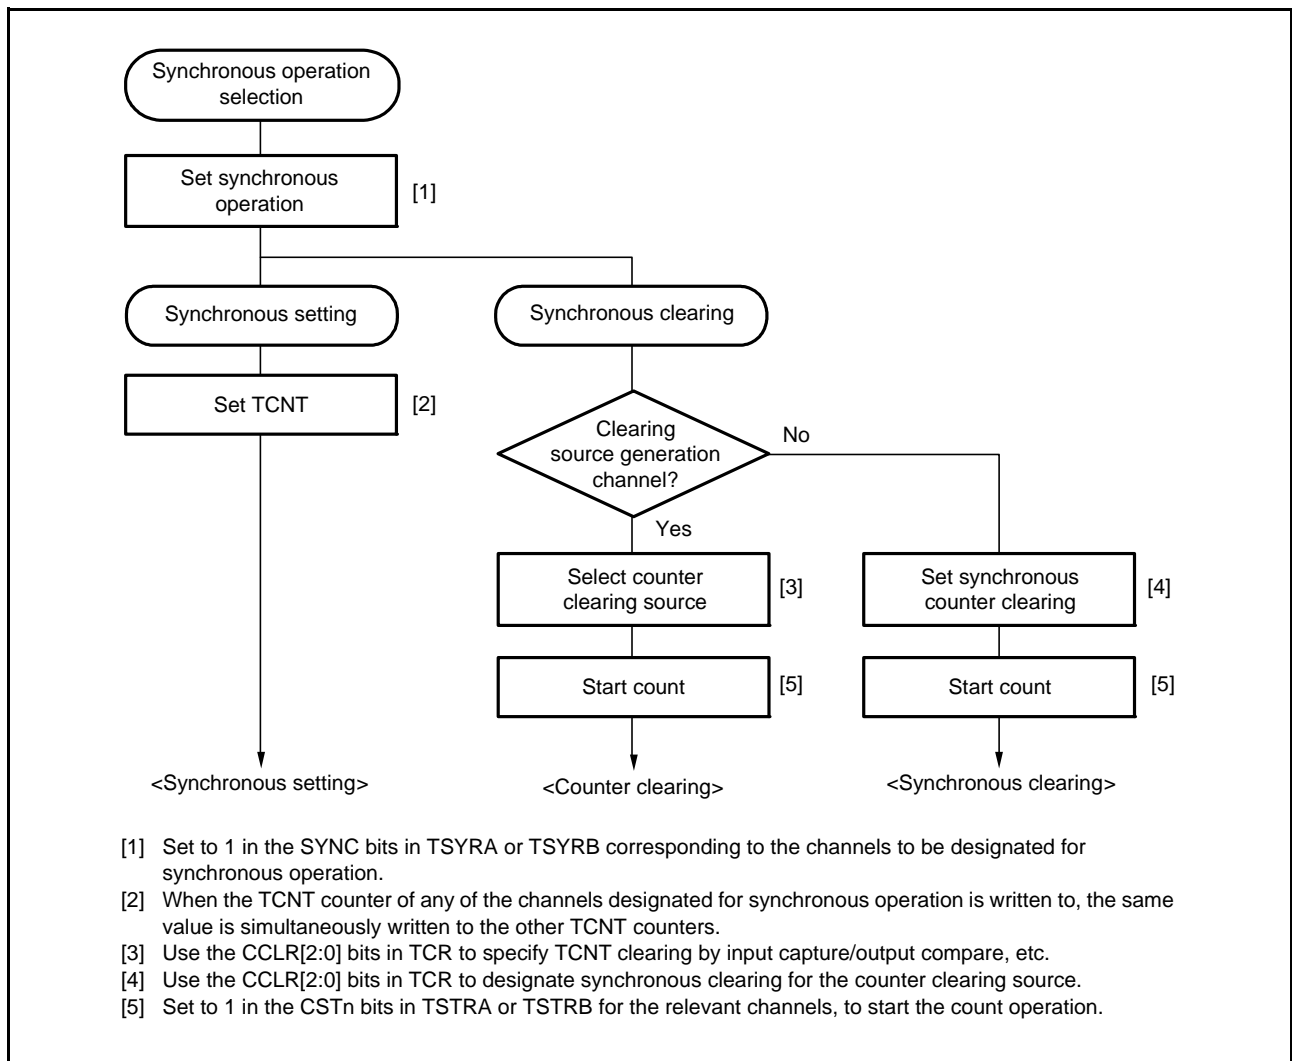 Synchronous operation
selection
Set synchronous
operation
[1]
Synchronous setting
Synchronous clearing
Set TCNT
[2]
Clearing
source generation
channel?
No
Yes
Select counter
clearing source
[3]
Set synchronous
counter clearing
[4]
Start count
[5]
Start count
[5]
<Synchronous setting>
<Counter clearing>
<Synchronous clearing>
[1] Set to 1 in the SYNC bits in TSYRA or TSYRB corresponding to the channels to be designated for
synchronous operation.
[2] When the TCNT counter of any of the channels designated for synchronous operation is written to, the same
value is simultaneously written to the other TCNT counters.
[3] Use the CCLR[2:0] bits in TCR to specify TCNT clearing by input capture/output compare, etc.
[4] Use the CCLR[2:0] bits in TCR to designate synchronous clearing for the counter clearing source.
[5] Set to 1 in the CSTn bits in TSTRA or TSTRB for the relevant channels, to start the count operation.